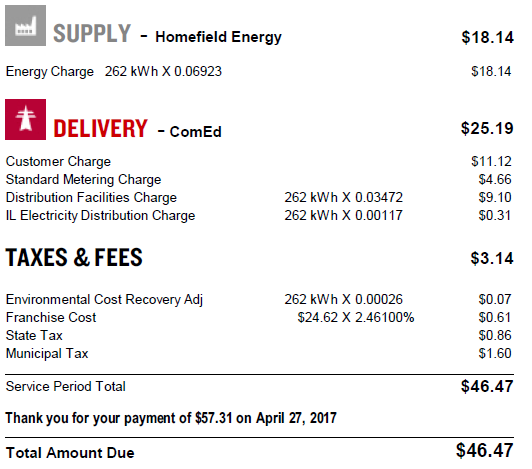 SUPPLY - Homefield Energy $18.14
Energy Charge 262 kWh X 0.06923 $18.14
DELIVERY - ComEd $25.19
Customer Charge $11.12
Standard Metering Charge $4.66
Distribution Facilities Charge 262 kWh X 0.03472 $9.10
IL Electricity Distribution Charge 262 kWh X 0.00117 $0.31
TAXES & FEES $3.14
Environmental Cost Recovery Adj 262 kWh X 0.00026 $0.07
Franchise Cost $24.62 X 2.46100% $0.61
State Tax $0.86
Municipal Tax $1.60
Service Period Total $46.47
Thank you for your payment of $57.31 on April 27, 2017
Total Amount Due $46.47